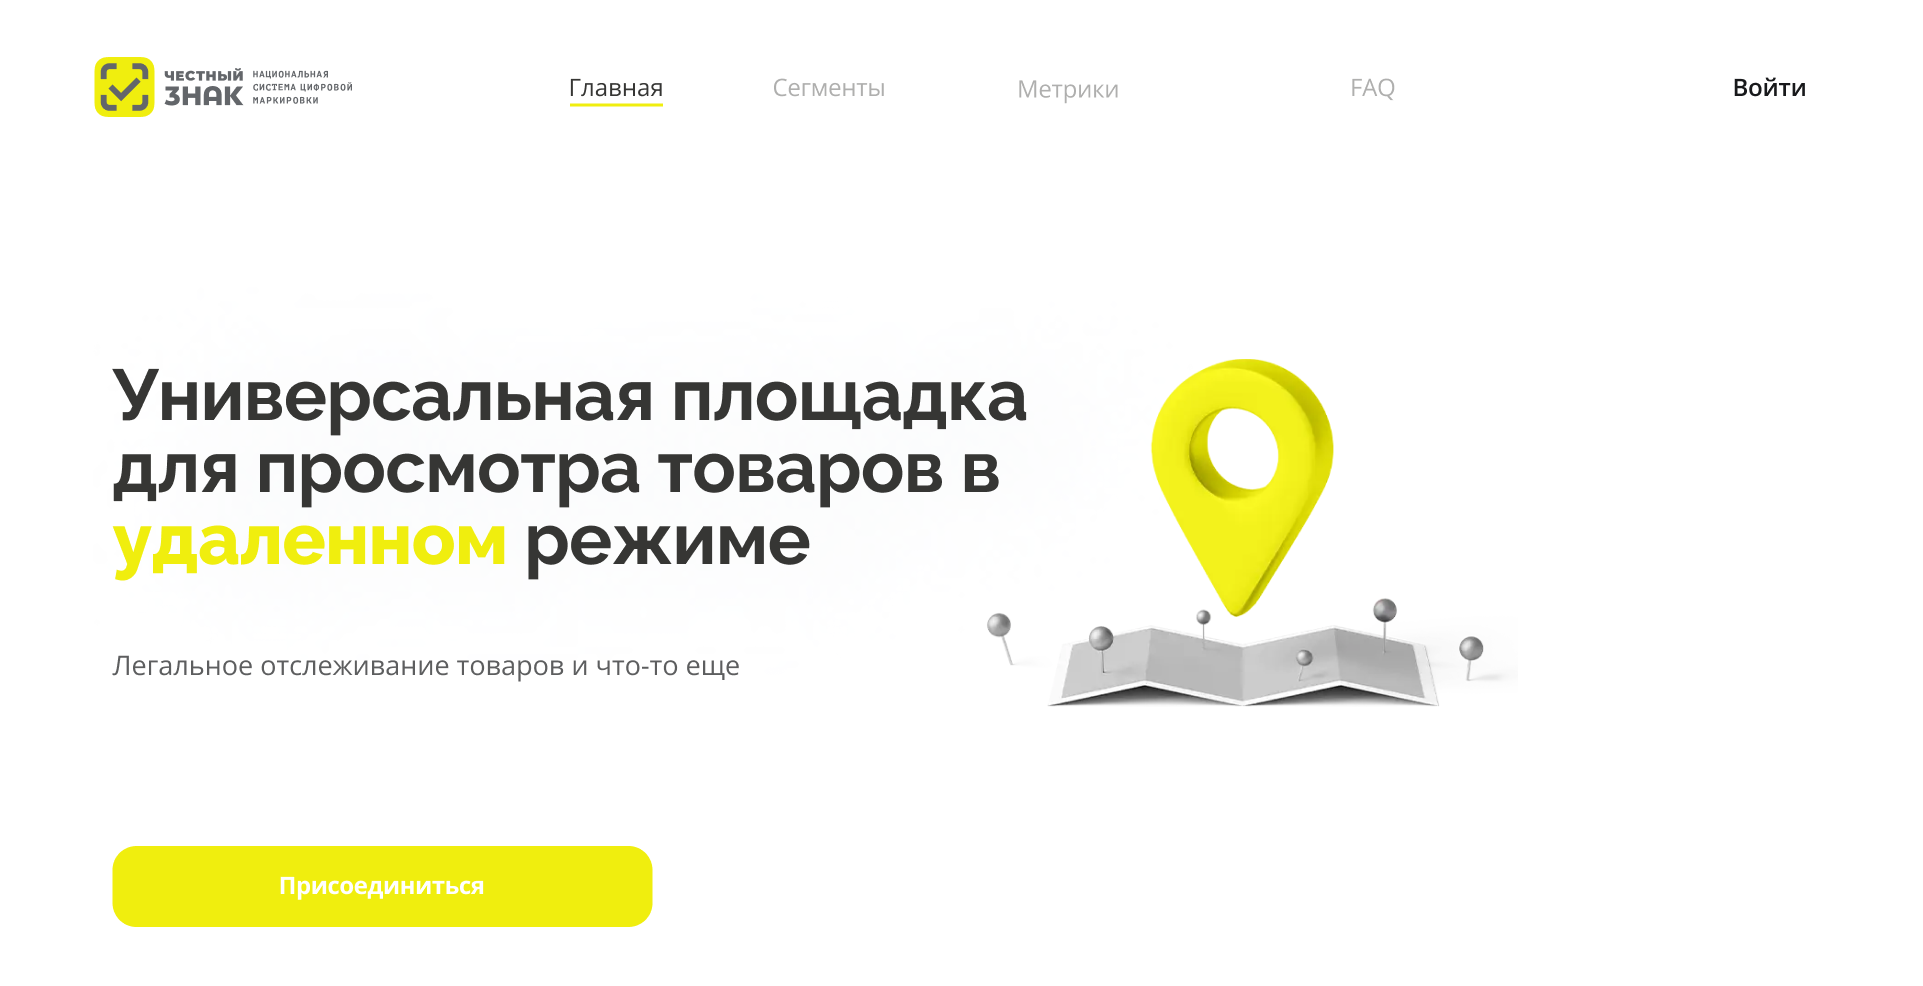 ЧЕСТНЫЙ
ЗНАК
НАЦИОНАЛЬНАЯ
СИСТЕМА ЦИФРОВОЙ
МАРКИРОВКИ
Главная
Сегменты
Метрики
FAQ
Войти
Универсальная площадка
для просмотра товаров в
удаленном режиме
Легальное отслеживание товаров и что-то еще
Присоединиться